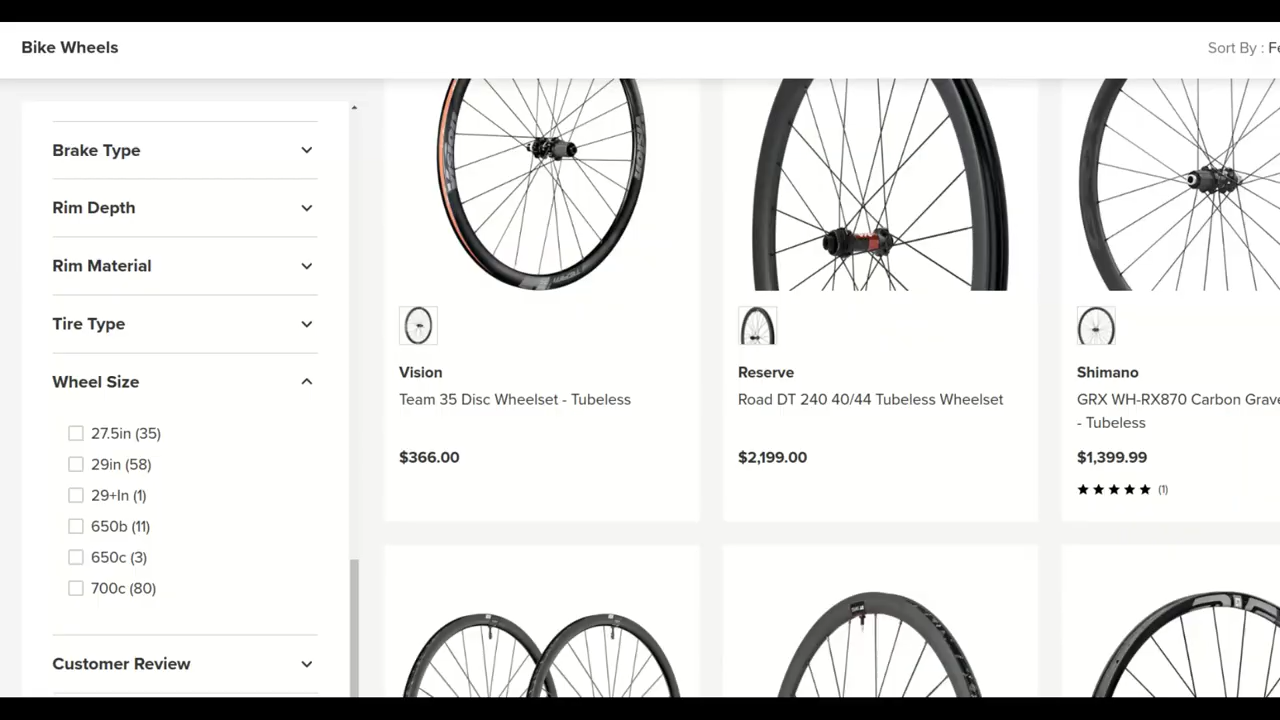 Bike Wheels
Sort By : Fe
Brake Type
Rim Depth
Rim Material
Tire Type
Wheel Size
27.5in (35)
29in (58)
29+In (1)
650b (11)
650c (3)
700c (80)
Customer Review
Vision
Team 35 Disc Wheelset - Tubeless
$366.00
Reserve
Road DT 240 40/44 Tubeless Wheelset
$2,199.00
Shimano
GRX WH-RX870 Carbon Grave
- Tubeless
$1,399.99
(1)